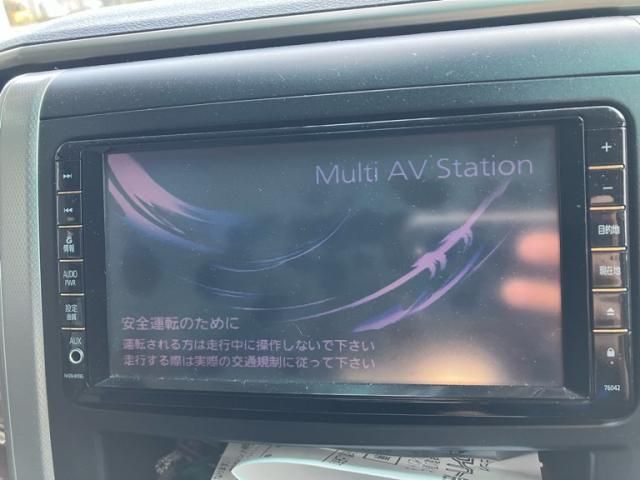 Multi AV Station
安全運転のために
運転される方は走行中に操作しないで下さい
走行する際は実際の交通規制に従って下さい
情報
AUDIO
PWR
設定
画質
AUX
+
−
目的地
現在地
76042